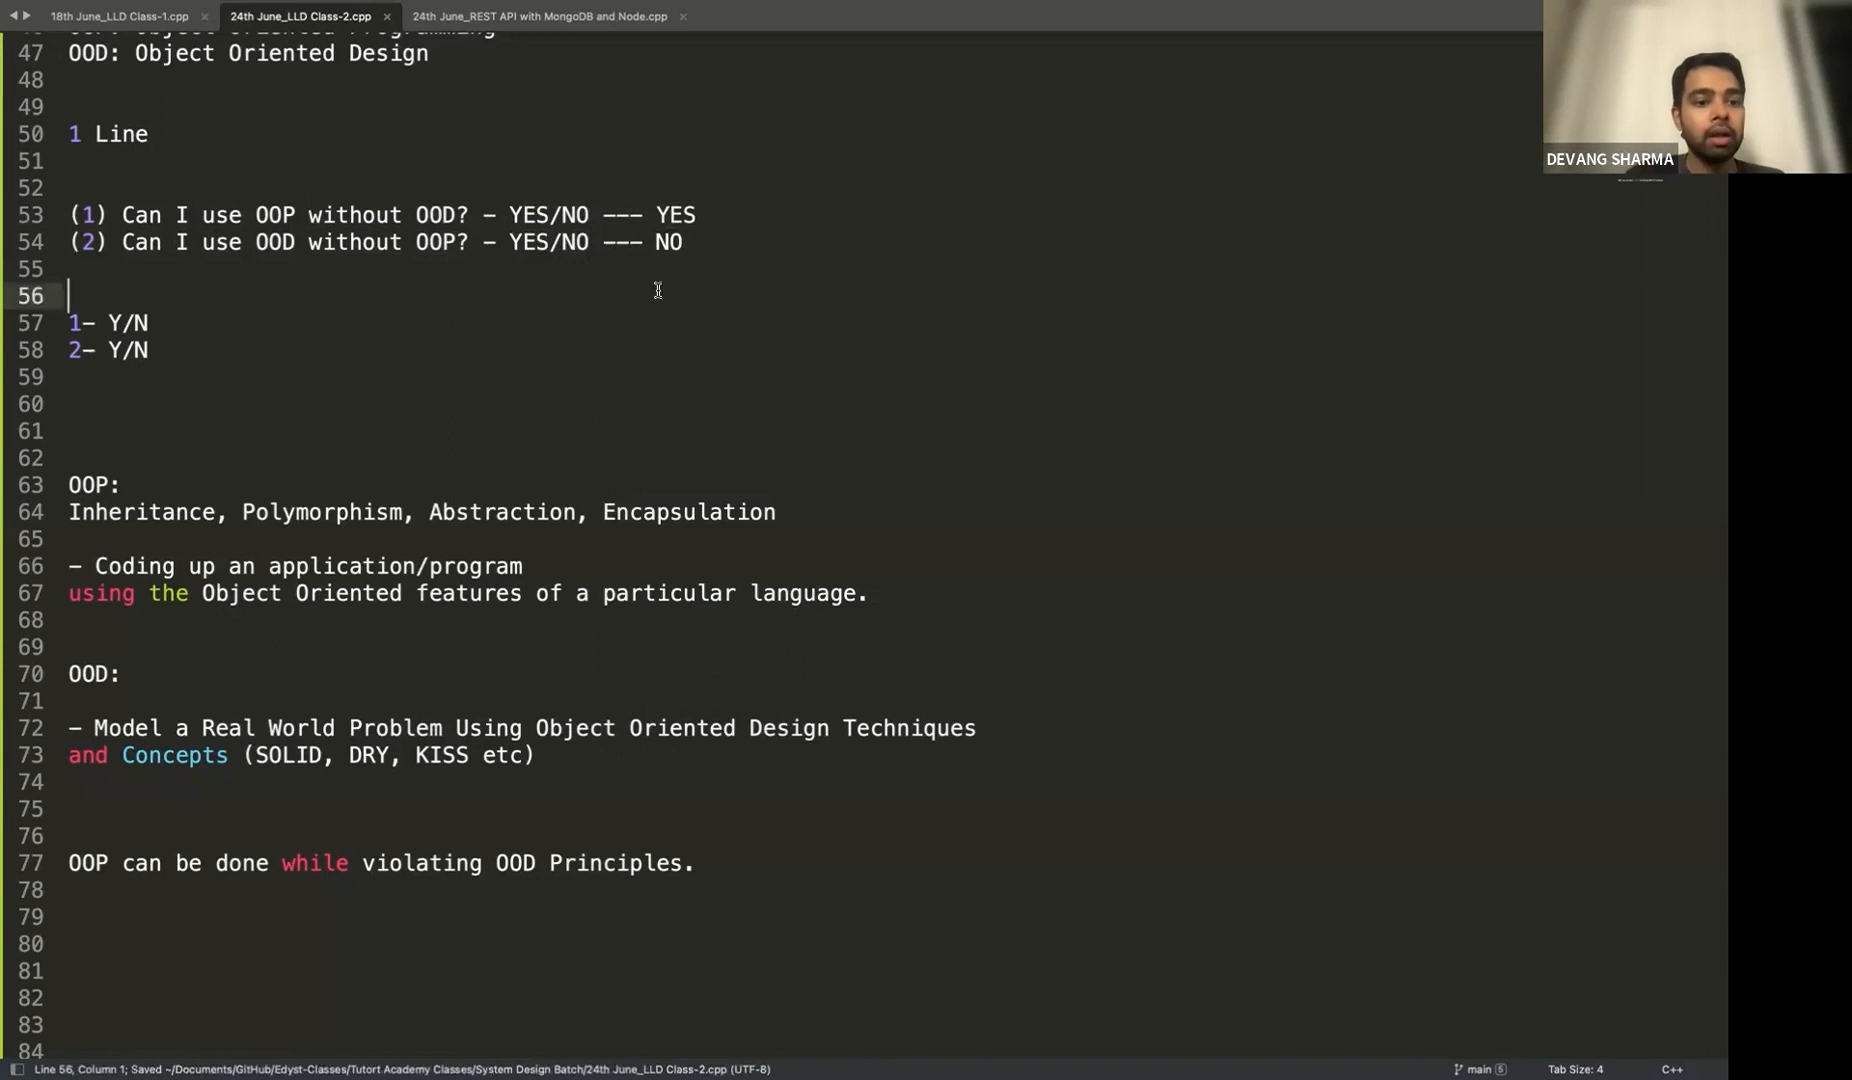 18th June_LLD Class-1.cpp
24th June_LLD Class-2.cpp
24th June_REST API with MongoDB and Node.cpp
47 OOD: Object Oriented Design
48
49
50 1 Line
51
52
53 (1) Can I use OOP without OOD? - YES/NO --- YES
54 (2) Can I use OOD without OOP? - YES/NO --- NO
55
56
57 1- Y/N
58 2- Y/N
59
60
61
62
63 OOP:
64 Inheritance, Polymorphism, Abstraction, Encapsulation
65
66 - Coding up an application/program
67 using the Object Oriented features of a particular language.
68
69
70 OOD:
71
72 - Model a Real World Problem Using Object Oriented Design Techniques
73 and Concepts (SOLID, DRY, KISS etc)
74
75
76
77 OOP can be done while violating OOD Principles.
78
79
80
81
82
83
84
DEVANG SHARMA
Line 56, Column 1; Saved ~/Documents/GitHub/Edyst-Classes/Tutort Academy Classes/System Design Batch/24th June_LLD Class-2.cpp (UTF-8)
main 5
Tab Size: 4
C++